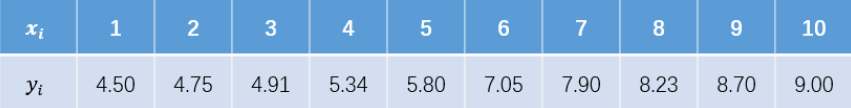 xᵢ 1 2 3 4 5 6 7 8 9 10
yᵢ 4.50 4.75 4.91 5.34 5.80 7.05 7.90 8.23 8.70 9.00